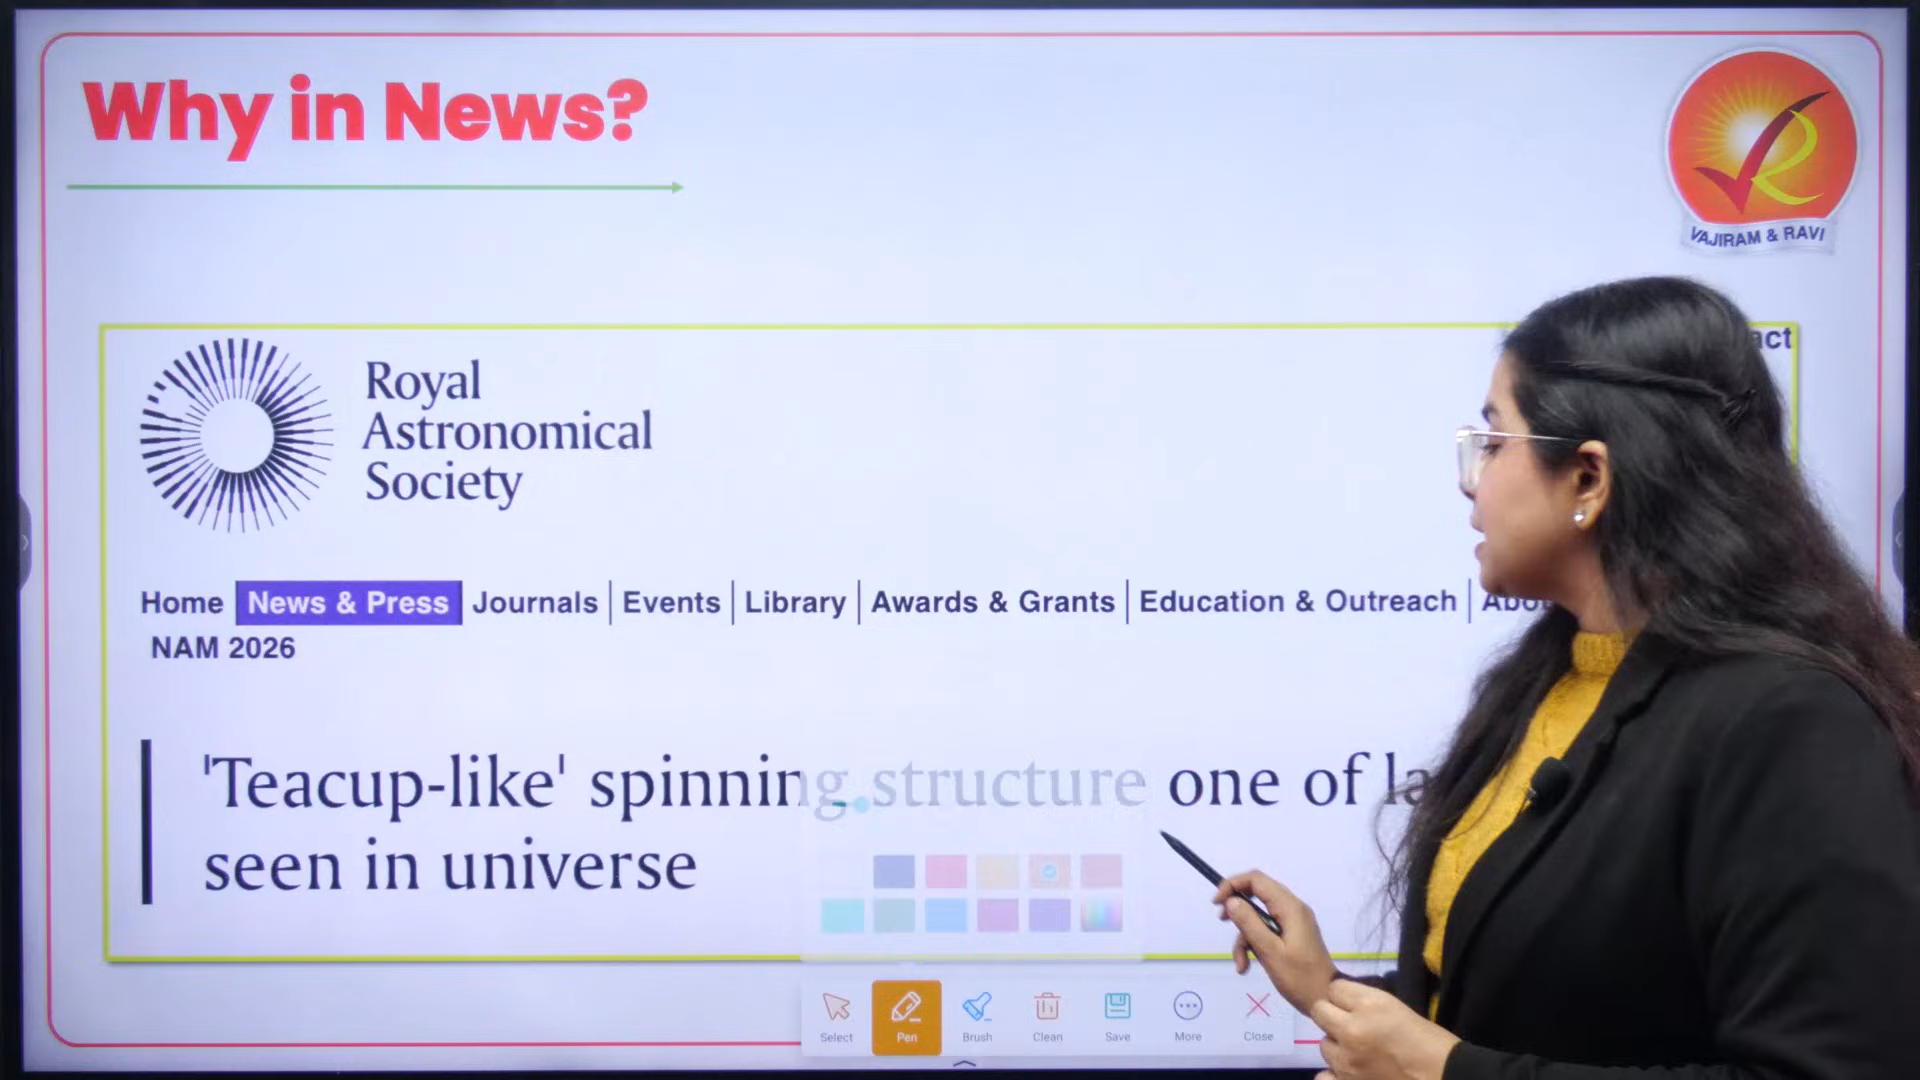 Why in News?
VAJIRAM & RAVI
Royal
Astronomical
Society
Home News & Press Journals Events Library Awards & Grants Education & Outreach
NAM 2026
'Teacup-like' spinning structure one of
seen in universe
Select Pen Brush Clean Save More Close